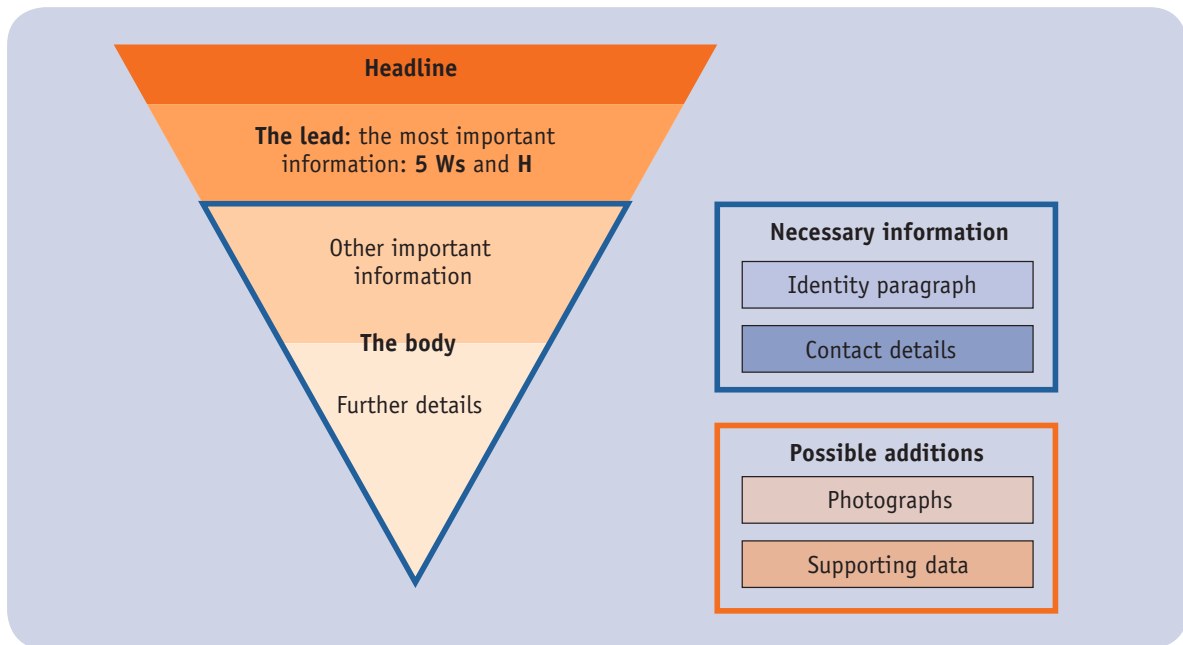 Headline
The lead: the most important
information: 5 Ws and H
Other important
information
The body
Further details
Necessary information
Identity paragraph
Contact details
Possible additions
Photographs
Supporting data